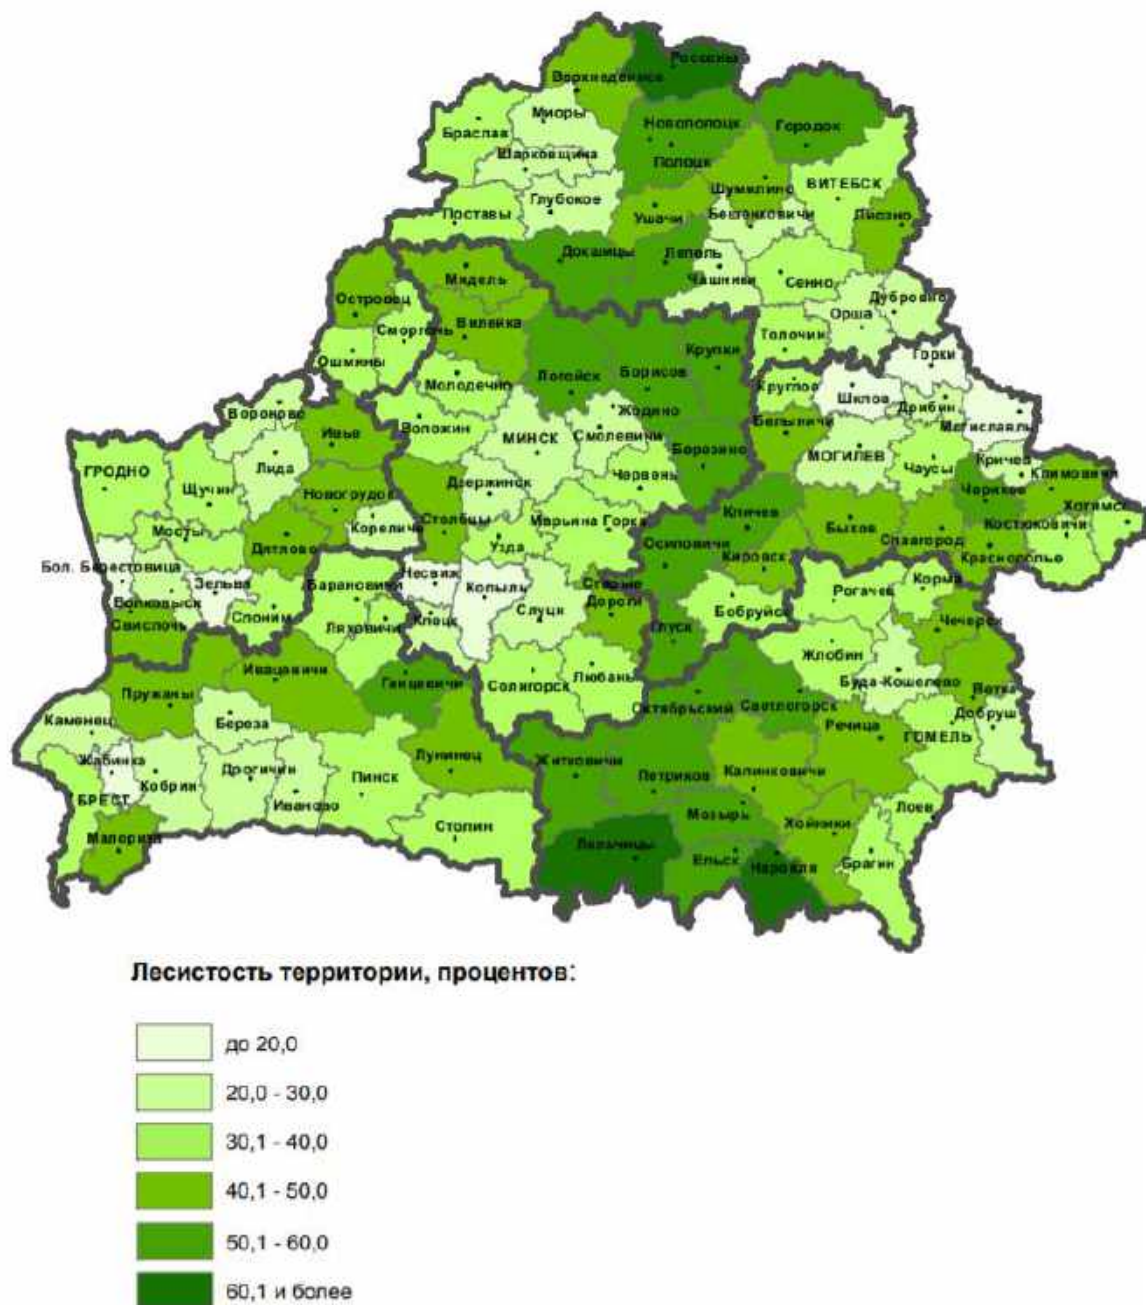 Россоны
Верхнедвинск
Миоры
Браслав
Новополоцк
Городок
Шарковщина
Полоцк
Шумилино
ВИТЕБСК
Глубокое
Поставы
Ушачи
Бешенковичи
Лиозно
Докшицы
Лепель
Чашники
Сенно
Мядель
Островец
Дубровно
Орша
Вилейка
Сморгонь
Толочин
Горки
Крупки
Ошмяны
Молодечно
Логойск
Борисов
Круглое
Шклов
Дрибин
Вороново
Жодино
Мстиславль
Ивье
Воложин
МИНСК
Смолевичи
Белыничи
МОГИЛЕВ
Чаусы
Кричев
Климовичи
ГРОДНО
Лида
Березино
Щучин
Дзержинск
Червень
Чериков
Хотимск
Новогрудок
Кореличи
Столбцы
Марьина Горка
Кличев
Быхов
Славгород
Костюковичи
Мосты
Дятлово
Узда
Осиповичи
Краснополье
Бол. Берестовица
Зельва
Барановичи
Несвиж
Копыль
Старые
Дороги
Кировск
Корма
Волковыск
Слоним
Слуцк
Бобруйск
Рогачев
Свислочь
Ляховичи
Клецк
Глуск
Чечерск
Ивацевичи
Любань
Жлобин
Пружаны
Ганцевичи
Солигорск
Буда-Кошелево
Ветка
Каменец
Береза
Октябрьский
Светлогорск
Добруш
Речица
ГОМЕЛЬ
Жабинка
Лунинец
Житковичи
Калинковичи
Кобрин
Дрогичин
Пинск
Петриков
БРЕСТ
Иваново
Лоев
Столин
Мозырь
Хойники
Малорита
Лельчицы
Ельск
Наровля
Брагин
Лесистость территории, процентов:
до 20,0
20,0 - 30,0
30,1 - 40,0
40,1 - 50,0
50,1 - 60,0
60,1 и более